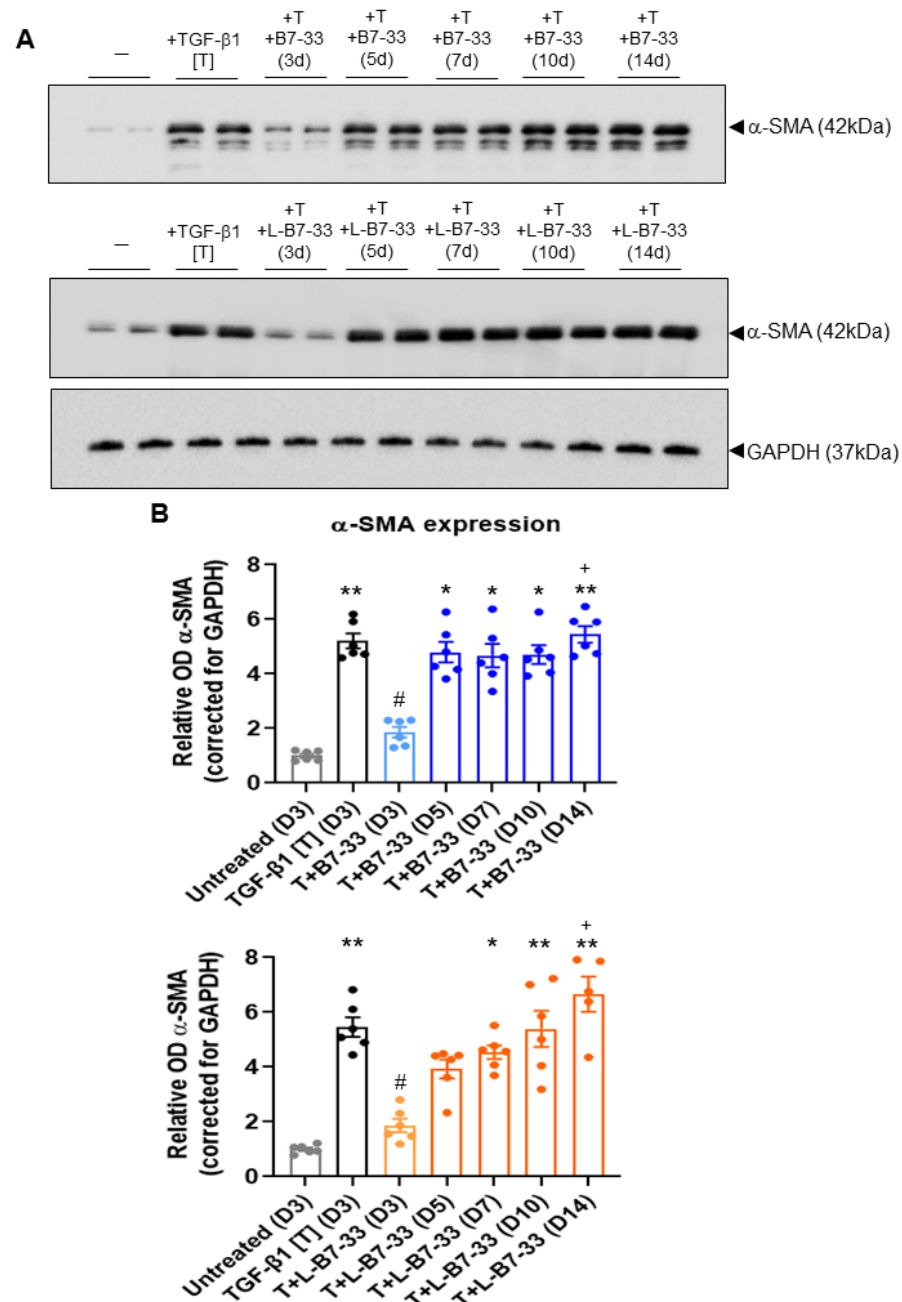 A
—
+TGF-β1
[T]
+T
+B7-33
(3d)
+T
+B7-33
(5d)
+T
+B7-33
(7d)
+T
+B7-33
(10d)
+T
+B7-33
(14d)
◄α-SMA (42kDa)
—
+TGF-β1
[T]
+T
+L-B7-33
(3d)
+T
+L-B7-33
(5d)
+T
+L-B7-33
(7d)
+T
+L-B7-33
(10d)
+T
+L-B7-33
(14d)
◄α-SMA (42kDa)
◄GAPDH (37kDa)
B
α-SMA expression
Relative OD α-SMA
(corrected for GAPDH)
8
6
4
2
0
**
#
*
*
*
+
**
Untreated (D3)
TGF-β1 [T] (D3)
T+B7-33 (D3)
T+B7-33 (D5)
T+B7-33 (D7)
T+B7-33 (D10)
T+B7-33 (D14)
Relative OD α-SMA
(corrected for GAPDH)
8
6
4
2
0
**
#
*
**
+
**
Untreated (D3)
TGF-β1 [T] (D3)
T+L-B7-33 (D3)
T+L-B7-33 (D5)
T+L-B7-33 (D7)
T+L-B7-33 (D10)
T+L-B7-33 (D14)